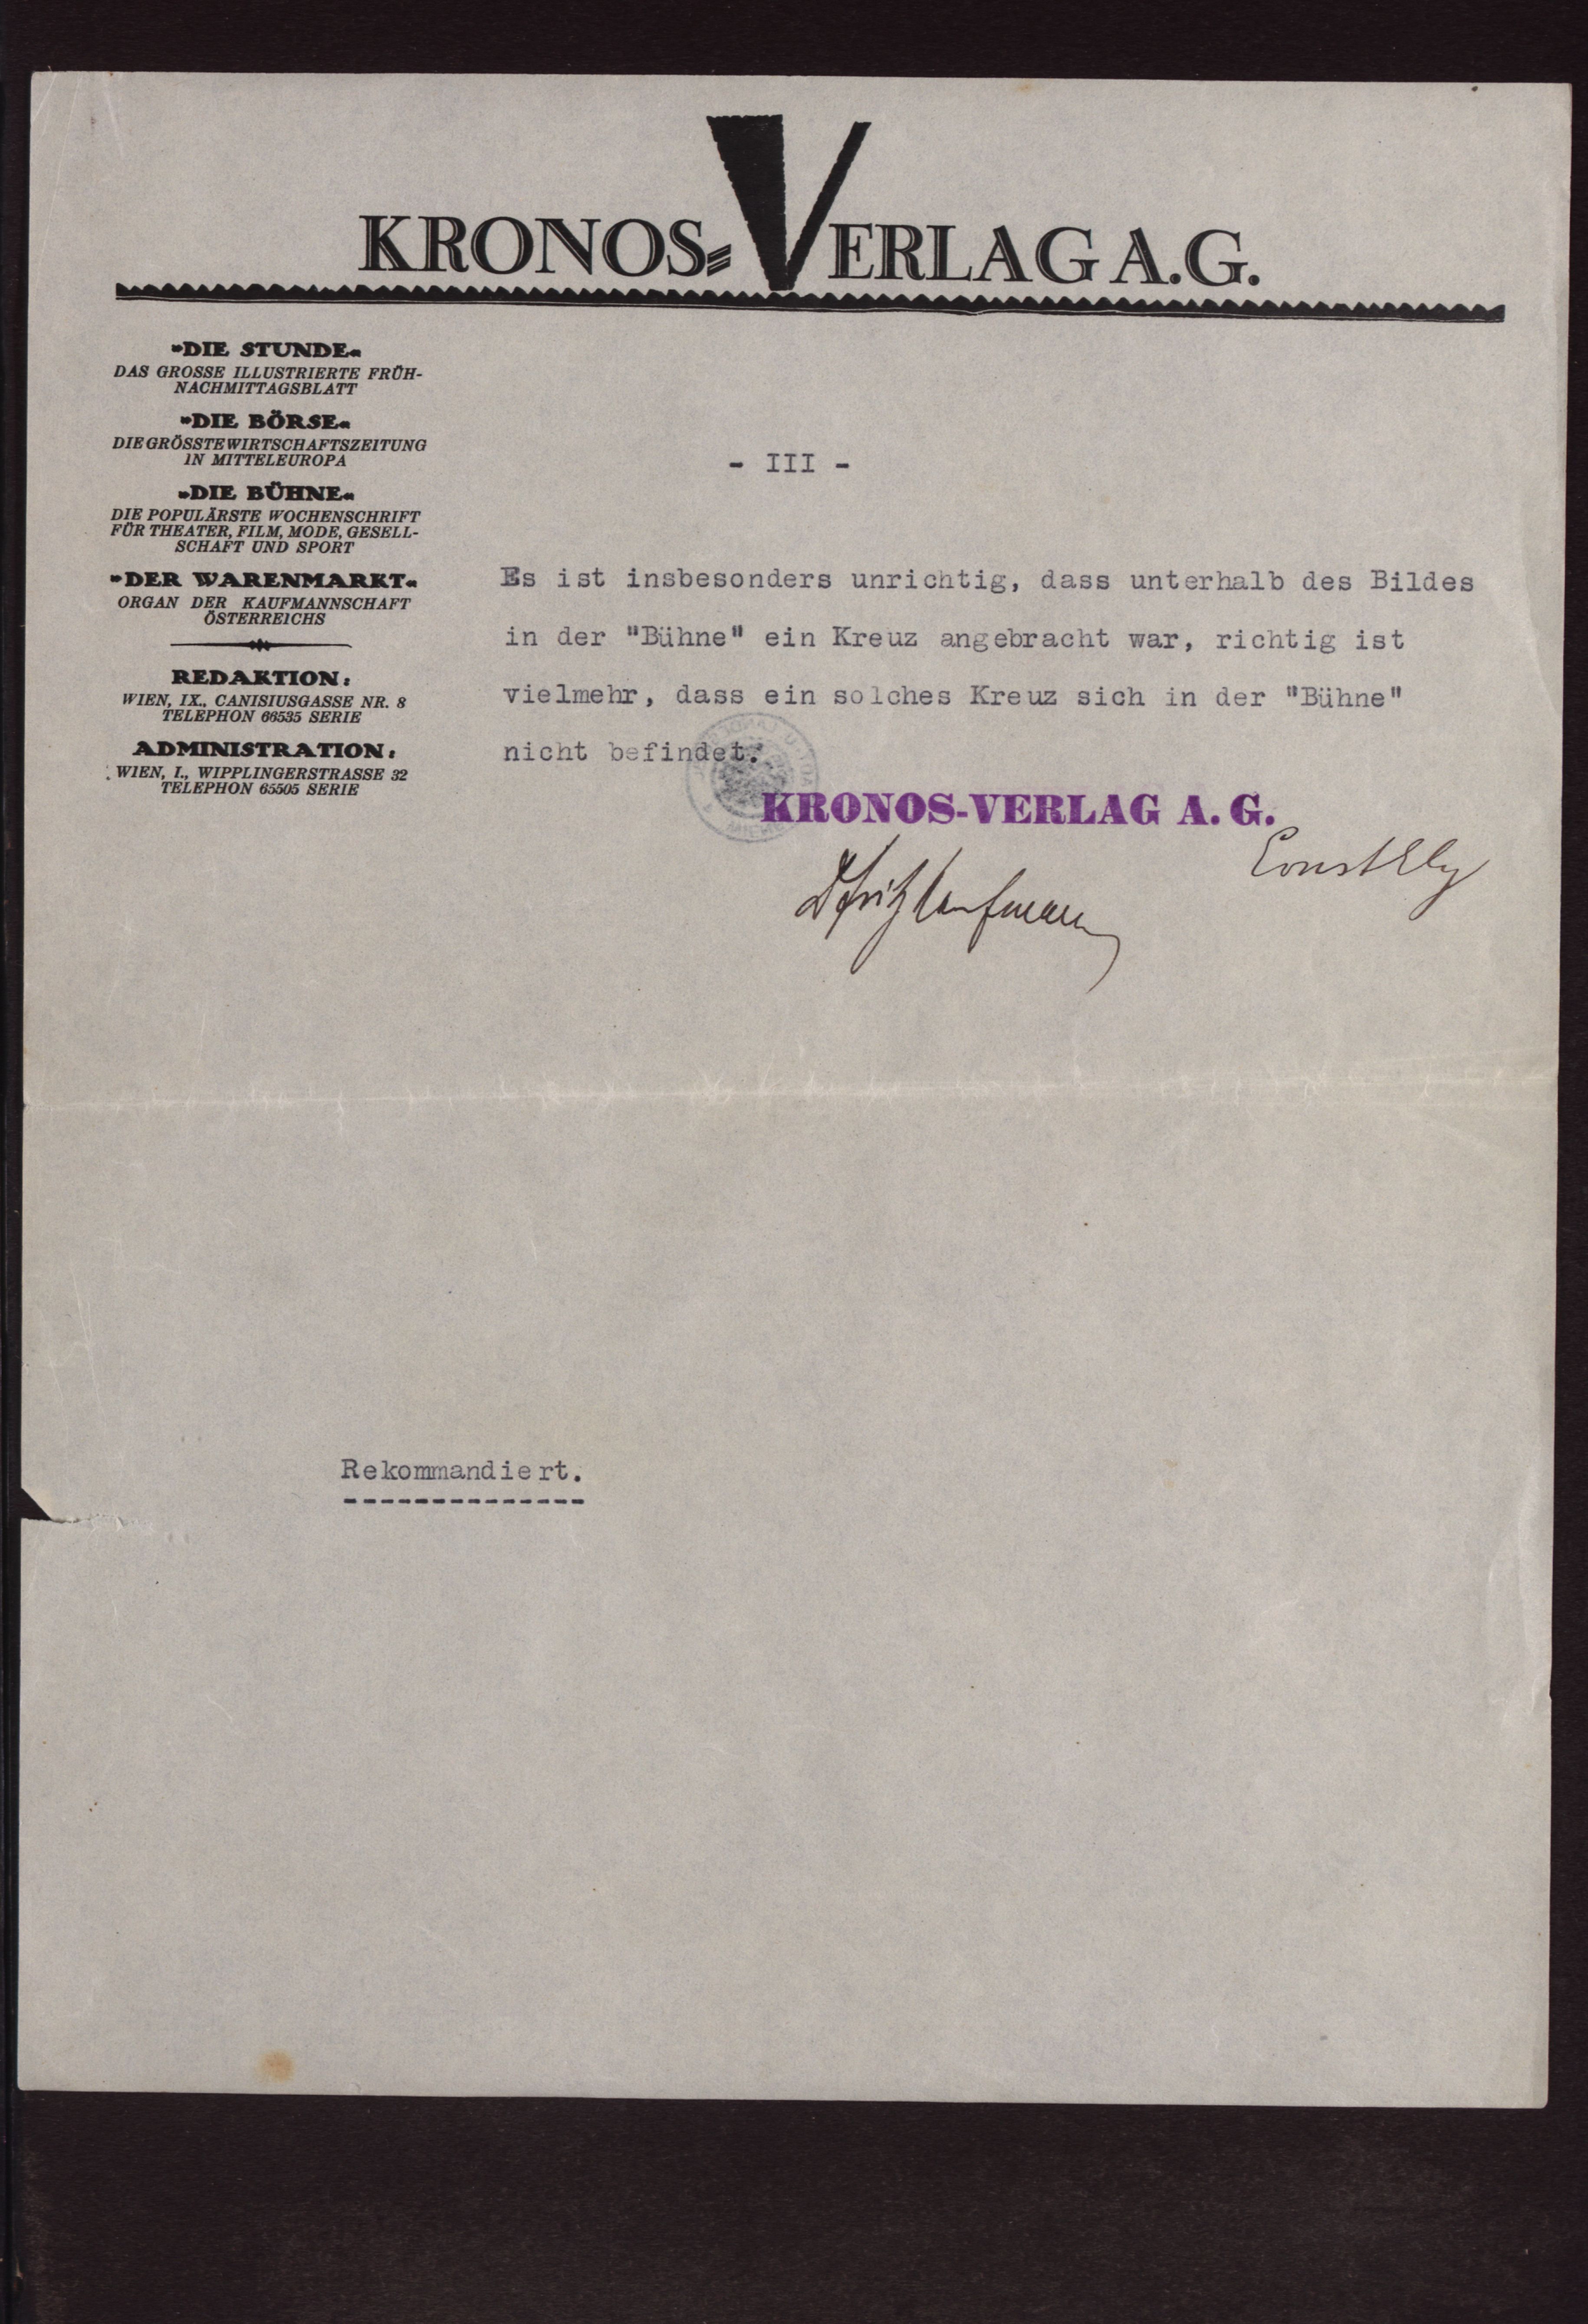 KRONOS-VERLAG A.G.
»DIE STUNDE«
DAS GROSSE ILLUSTRIERTE FRÜH-
NACHMITTAGSBLATT
»DIE BÖRSE«
DIE GRÖSSTE WIRTSCHAFTSZEITUNG
IN MITTELEUROPA
»DIE BÜHNE«
DIE POPULÄRSTE WOCHENSCHRIFT
FÜR THEATER, FILM, MODE, GESELL-
SCHAFT UND SPORT
»DER WARENMARKT«
ORGAN DER KAUFMANNSCHAFT
ÖSTERREICHS
REDAKTION:
WIEN, IX., CANISIUSGASSE NR. 8
TELEPHON 66535 SERIE
ADMINISTRATION:
WIEN, I., WIPPLINGERSTRASSE 32
TELEPHON 65505 SERIE
- III -
Es ist insbesonders unrichtig, dass unterhalb des Bildes
in der "Bühne" ein Kreuz angebracht war, richtig ist
vielmehr, dass ein solches Kreuz sich in der "Bühne"
nicht befindet.
KRONOS-VERLAG A. G.
Rekommandiert.